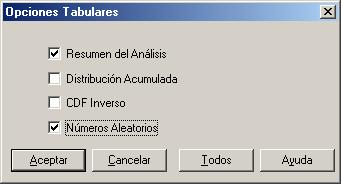 Opciones Tabulares
Resumen del Análisis
Distribución Acumulada
CDF Inverso
Números Aleatorios
Aceptar Cancelar Todos Ayuda